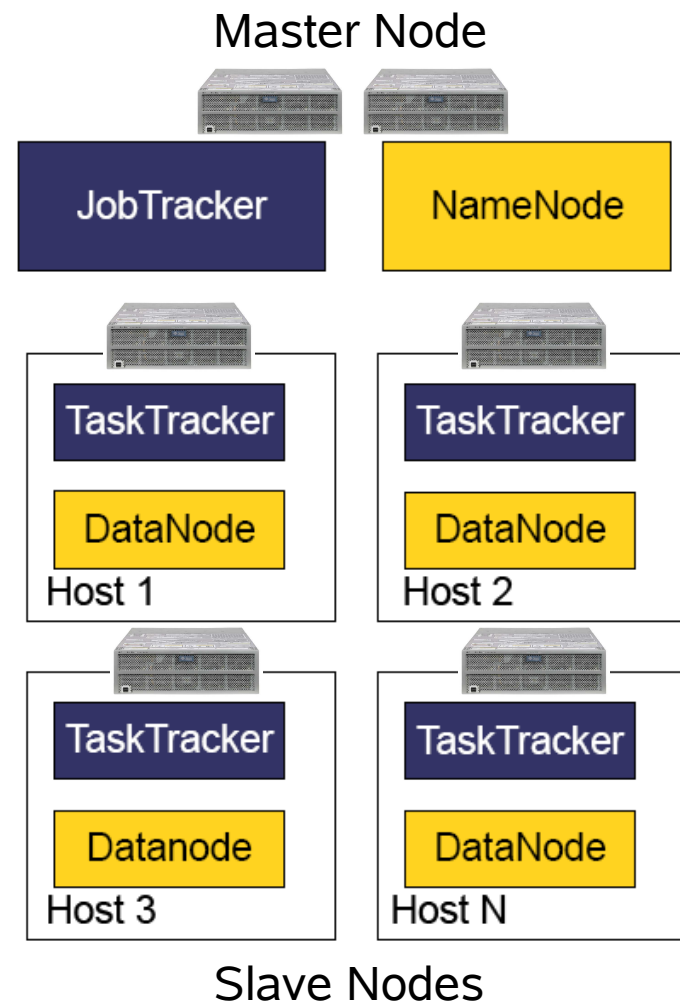 Master Node
JobTracker
NameNode
TaskTracker
DataNode
Host 1
TaskTracker
DataNode
Host 2
TaskTracker
Datanode
Host 3
TaskTracker
DataNode
Host N
Slave Nodes